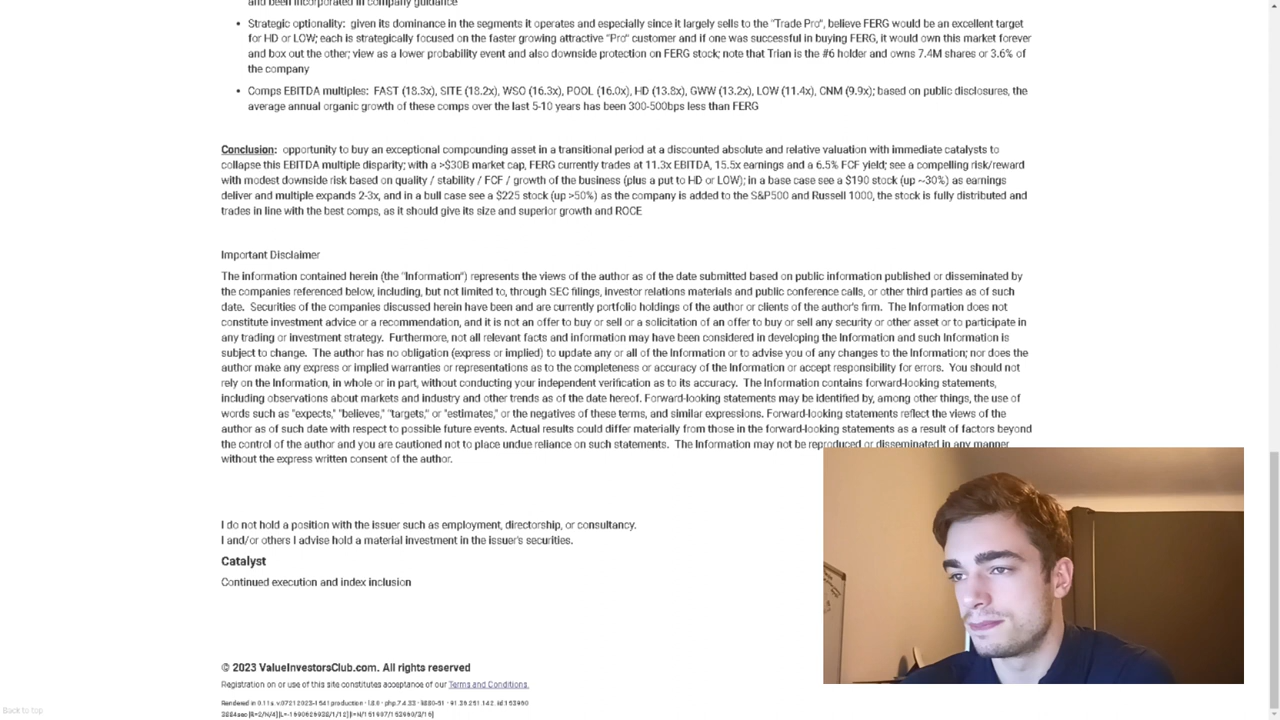 and been incorporated in company guidance
• Strategic optionality: given its dominance in the segments it operates and especially since it largely sells to the "Trade Pro", believe FERG would be an excellent target
for HD or LOW; each is strategically focused on the faster growing attractive "Pro" customer and if one was successful in buying FERG, it would own this market forever
and box out the other; view as a lower probability event and also downside protection on FERG stock; note that Trian is the #6 holder and owns 7.4M shares or 3.6% of
the company
• Comps EBITDA multiples: FAST (18.3x), SITE (18.2x), WSO (16.3x), POOL (16.0x), HD (13.8x), GWW (13.2x), LOW (11.4x), CNM (9.9x); based on public disclosures, the
average annual organic growth of these comps over the last 5-10 years has been 300-500bps less than FERG
Conclusion: opportunity to buy an exceptional compounding asset in a transitional period at a discounted absolute and relative valuation with immediate catalysts to
collapse this EBITDA multiple disparity; with a >$30B market cap, FERG currently trades at 11.3x EBITDA, 15.5x earnings and a 6.5% FCF yield; see a compelling risk/reward
with modest downside risk based on quality / stability / FCF / growth of the business (plus a put to HD or LOW); in a base case see a $190 stock (up ~30%) as earnings
deliver and multiple expands 2-3x, and in a bull case see a $225 stock (up >50%) as the company is added to the S&P500 and Russell 1000, the stock is fully distributed and
trades in line with the best comps, as it should give its size and superior growth and ROCE
Important Disclaimer
The information contained herein (the "Information") represents the views of the author as of the date submitted based on public information published or disseminated by
the companies referenced below, including, but not limited to, through SEC filings, investor relations materials and public conference calls, or other third parties as of such
date. Securities of the companies discussed herein have been and are currently portfolio holdings of the author or clients of the author's firm. The Information does not
constitute investment advice or a recommendation, and it is not an offer to buy or sell or a solicitation of an offer to buy or sell any security or other asset or to participate in
any trading or investment strategy. Furthermore, not all relevant facts and information may have been considered in developing the Information and such Information is
subject to change. The author has no obligation (express or implied) to update any or all of the Information or to advise you of any changes to the Information; nor does the
author make any express or implied warranties or representations as to the completeness or accuracy of the Information or accept responsibility for errors. You should not
rely on the Information, in whole or in part, without conducting your independent verification as to its accuracy. The Information contains forward-looking statements,
including observations about markets and industry and other trends as of the date hereof. Forward-looking statements may be identified by, among other things, the use of
words such as "expects," "believes," "targets," or "estimates," or the negatives of these terms, and similar expressions. Forward-looking statements reflect the views of the
author as of such date with respect to possible future events. Actual results could differ materially from those in the forward-looking statements as a result of factors beyond
the control of the author and you are cautioned not to place undue reliance on such statements. The Information may not be reproduced or disseminated in any manner
without the express written consent of the author.
I do not hold a position with the issuer such as employment, directorship, or consultancy.
I and/or others I advise hold a material investment in the issuer's securities.
Catalyst
Continued execution and index inclusion
© 2023 ValueInvestorsClub.com. All rights reserved
Registration on or use of this site constitutes acceptance of our Terms and Conditions.
Back to top